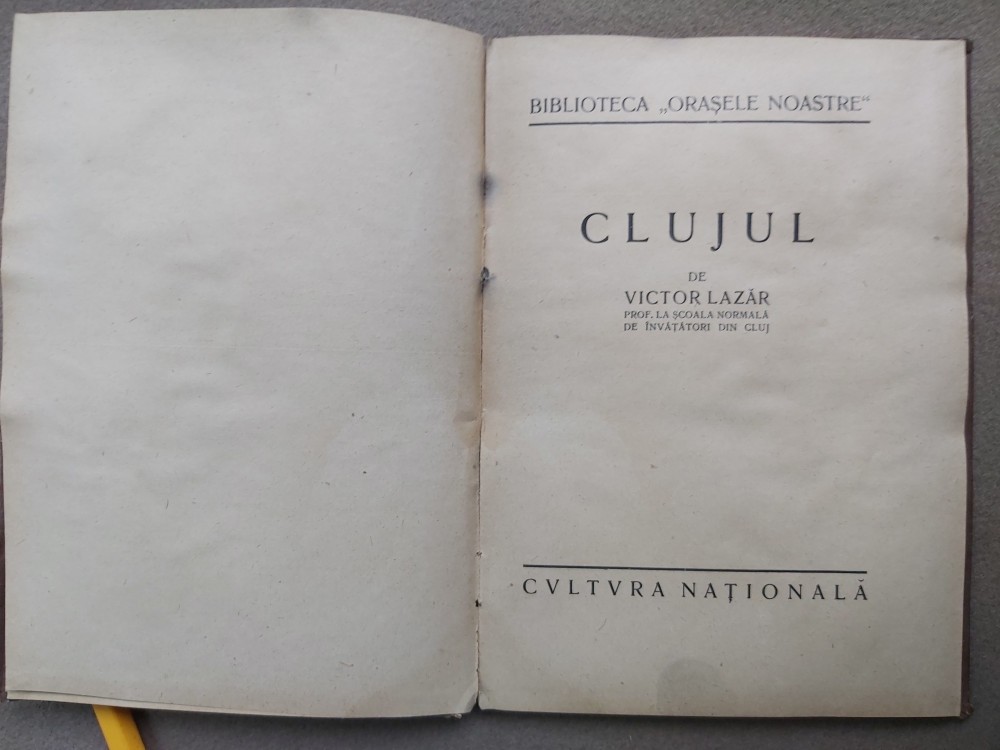 BIBLIOTECA „ORAŞELE NOASTRE“
CLUJUL
DE
VICTOR LAZĂR
PROF. LA ŞCOALA NORMALĂ
DE ÎNVĂŢĂTORI DIN CLUJ
CVLTVRA NAŢIONALĂ